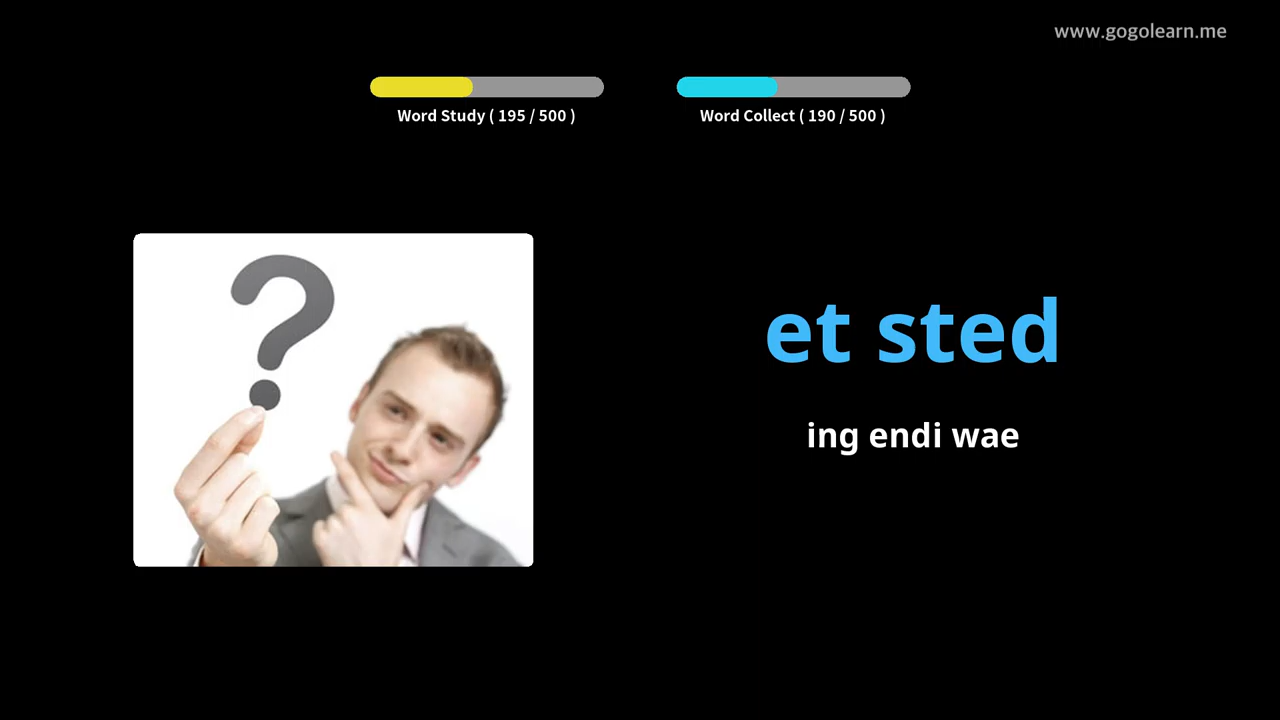 www.gogolearn.me
Word Study ( 195 / 500 )
Word Collect ( 190 / 500 )
?
et sted
ing endi wae